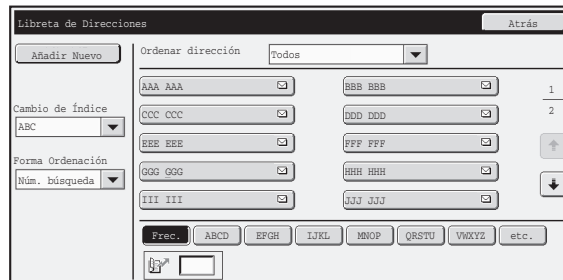 Libreta de Direcciones
Atrás
Añadir Nuevo
Ordenar dirección
Todos
AAA AAA
BBB BBB
1
Cambio de Índice
CCC CCC
DDD DDD
2
ABC
EEE EEE
FFF FFF
Forma Ordenación
GGG GGG
HHH HHH
Núm. búsqueda
III III
JJJ JJJ
Frec.
ABCD
EFGH
IJKL
MNOP
QRSTU
VWXYZ
etc.